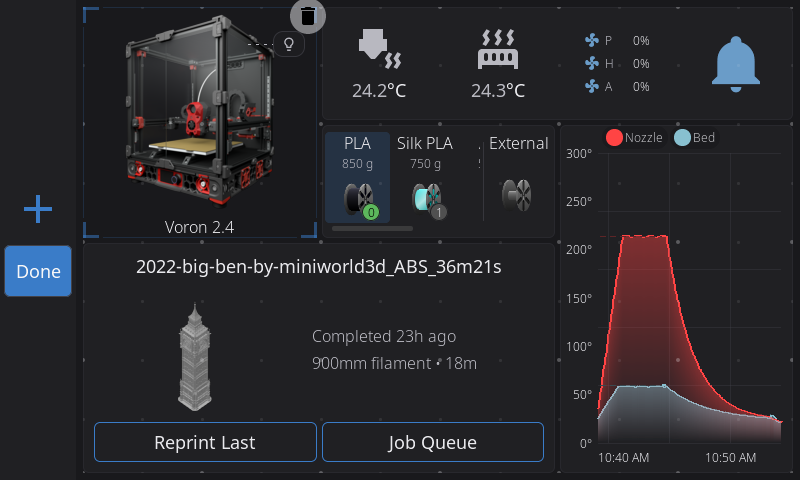 Voron 2.4
24.2°C
24.3°C
P 0%
H 0%
A 0%
PLA
850 g
0
Silk PLA
750 g
1
External
Nozzle
Bed
300°
250°
200°
150°
100°
50°
0°
10:40 AM
10:50 AM
Done
2022-big-ben-by-miniworld3d_ABS_36m21s
Completed 23h ago
900mm filament • 18m
Reprint Last
Job Queue